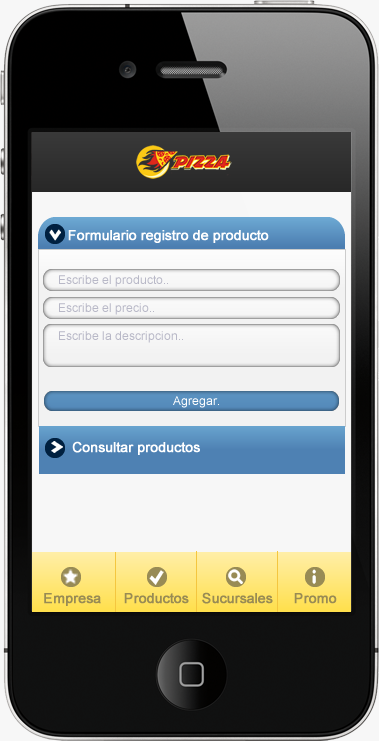 PIZZA
Formulario registro de producto
Escribe el producto..
Escribe el precio..
Escribe la descripcion..
Agregar.
Consultar productos
Empresa Productos Sucursales Promo